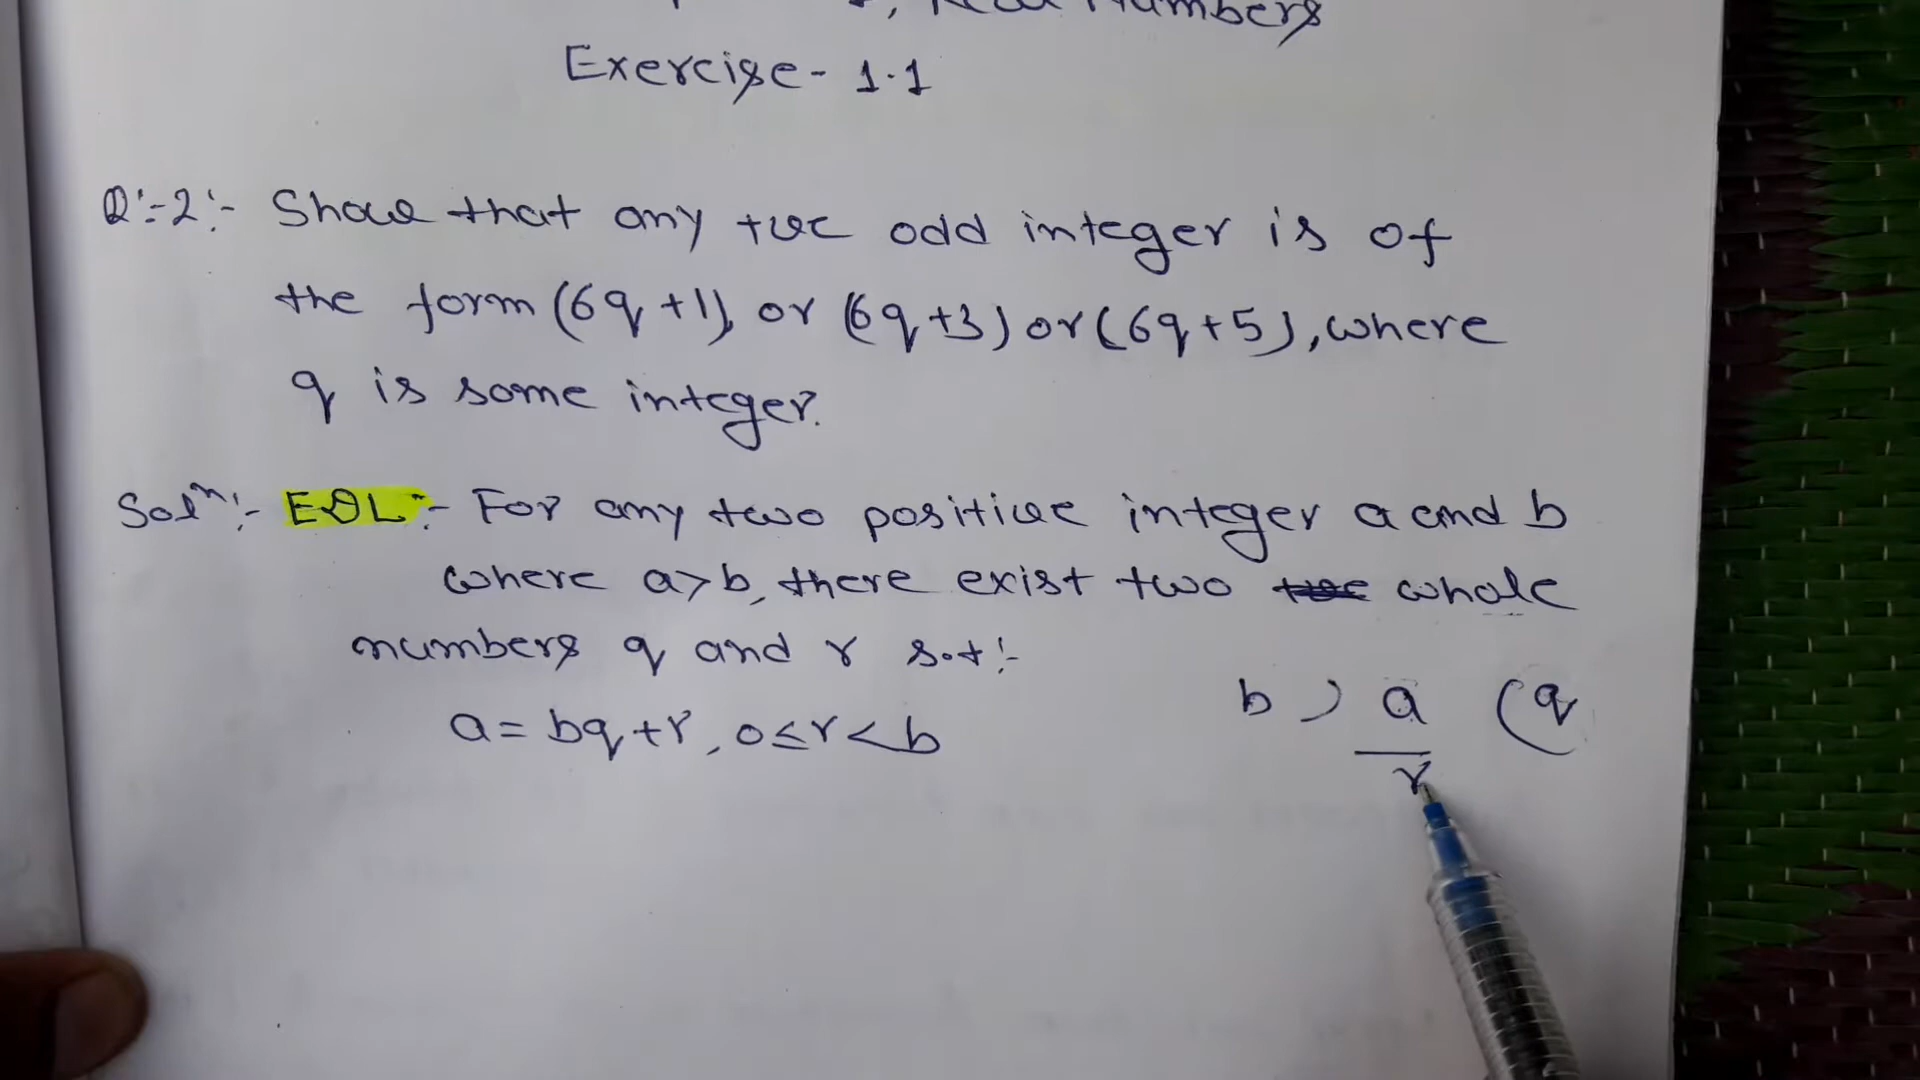 , Real Numbers
Exercise- 1.1
Q:-2:- Show that any +ve odd integer is of
the form (6q+1), or (6q+3) or (6q+5), where
q is some integer.
Solⁿ:- EDL:- For any two positive integer a and b
where a>b, there exist two whole
numbers q and r s.t:-
a = bq+r, 0≤r<b
b ) a ( q
r